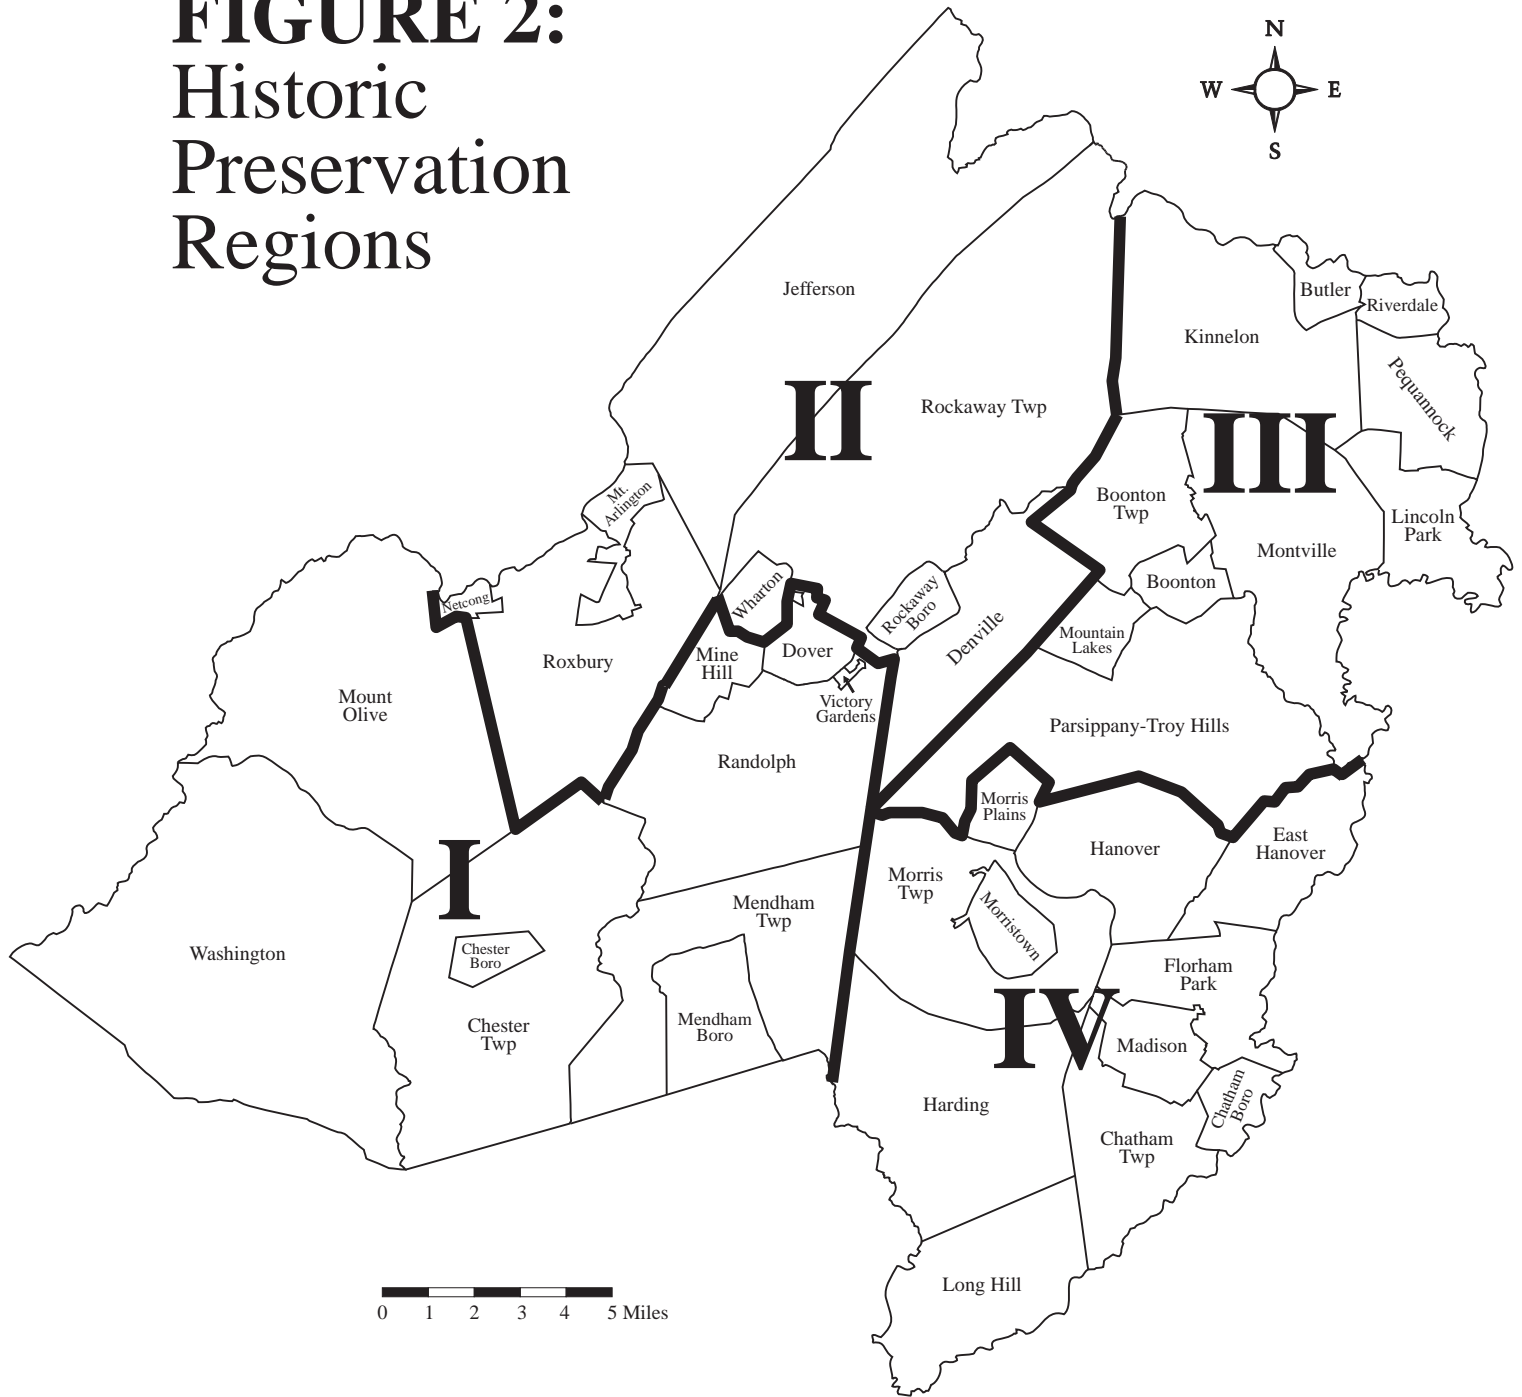 FIGURE 2:
Historic
Preservation
Regions
N
W
E
S
Jefferson
Butler
Riverdale
Kinnelon
Pequannock
II
Rockaway Twp
III
Mt.
Arlington
Boonton
Twp
Lincoln
Park
Montville
Boonton
Netcong
Wharton
Rockaway
Boro
Denville
Mountain
Lakes
Roxbury
Mine
Hill
Dover
Mount
Olive
Victory
Gardens
Parsippany-Troy Hills
Randolph
Morris
Plains
I
Hanover
East
Hanover
Morris
Twp
Mendham
Twp
Morristown
Washington
Chester
Boro
Florham
Park
IV
Chester
Twp
Mendham
Boro
Madison
Harding
Chatham
Boro
Chatham
Twp
Long Hill
0 1 2 3 4 5 Miles